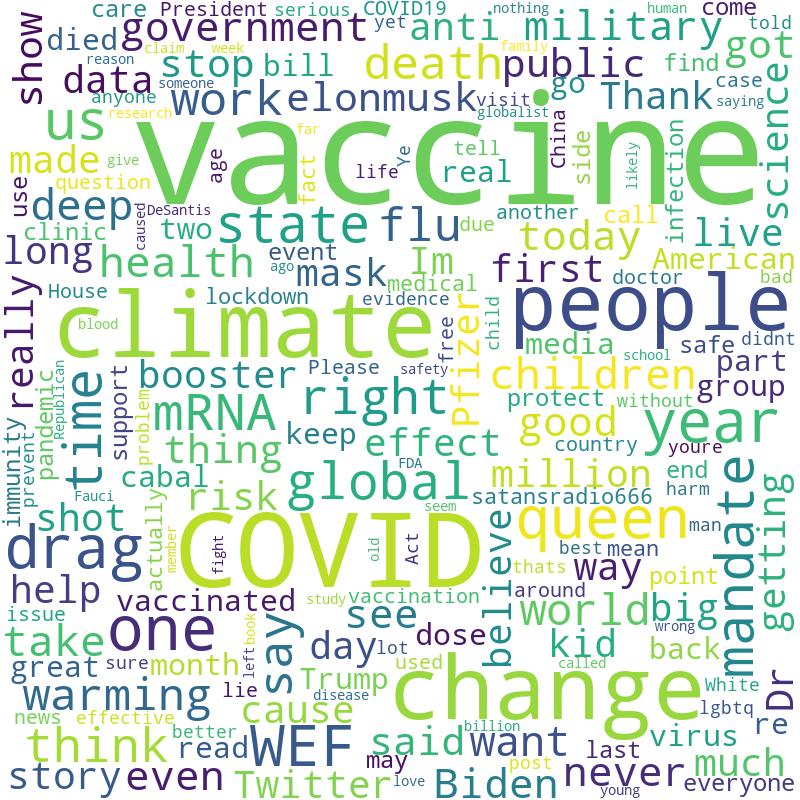 care President serious COVID19 nothing human come
show died government yet anti military told
claim week family
reason stop bill death public got find
data someone go
anyone work elonmusk visit Thank case saying
research us vaccine globalist
far China side science
made give age fact tell life Ye real likely infection
use question
deep DeSantis caused state flu due another call live
clinic two today
long health event Im first American
ago mask medical doctor bad
House lockdown evidence free child people
really climate Pfizer media safe didnt
blood Please safety school part
Republican time booster right children group
pandemic support problem mRNA keep effect protect without year
immunity prevent thing good country youre
cabal global FDA million end
Fauci risk seem satansradio666 harm
shot actually COVID queen man mandate getting
drag member fight old Act best mean believe way
help vaccinated study vaccination thats around point
issue one say see dose world big wrong
take day lot kid back
great sure month lie left book Trump used called White Dr
warming cause disease change lgbtq
news effective billion re
think better read WEF said want virus much
may post last
story even Twitter love Biden never young everyone